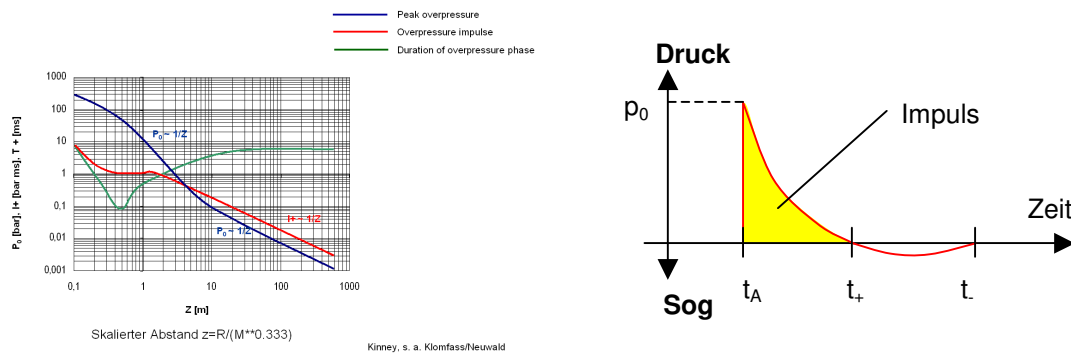 Peak overpressure
Overpressure impulse
Duration of overpressure phase
1000
100
10
1
0,1
0,01
0,001
P₀ [bar], I+ [bar ms], T + [ms]
P₀ ~ 1/Z
I+ ~ 1/Z
P₀ ~ 1/Z
0,1
1
10
100
1000
Z [m]
Skalierter Abstand z=R/(M**0.333)
Kinney, s. a. Klomfass/Neuwald
Druck
p₀
Impuls
Zeit
Sog
t_A
t₊
t₋